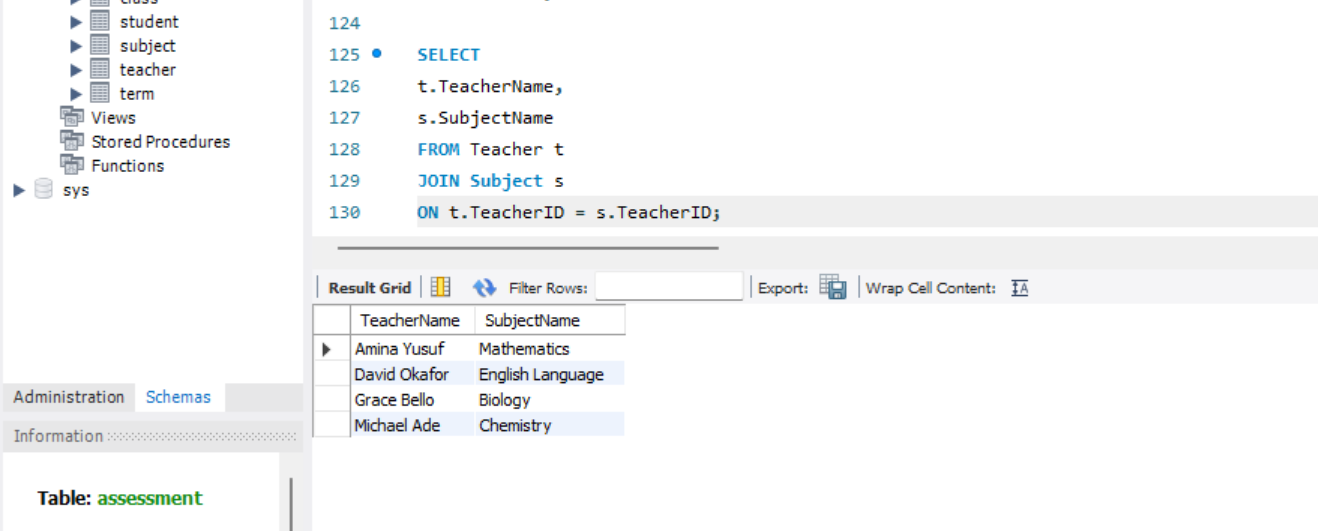 class
student
subject
teacher
term
Views
Stored Procedures
Functions
sys
Administration Schemas
Information
Table: assessment
124
125 SELECT
126 t.TeacherName,
127 s.SubjectName
128 FROM Teacher t
129 JOIN Subject s
130 ON t.TeacherID = s.TeacherID;
Result Grid Filter Rows: Export: Wrap Cell Content: IA
TeacherName SubjectName
Amina Yusuf Mathematics
David Okafor English Language
Grace Bello Biology
Michael Ade Chemistry